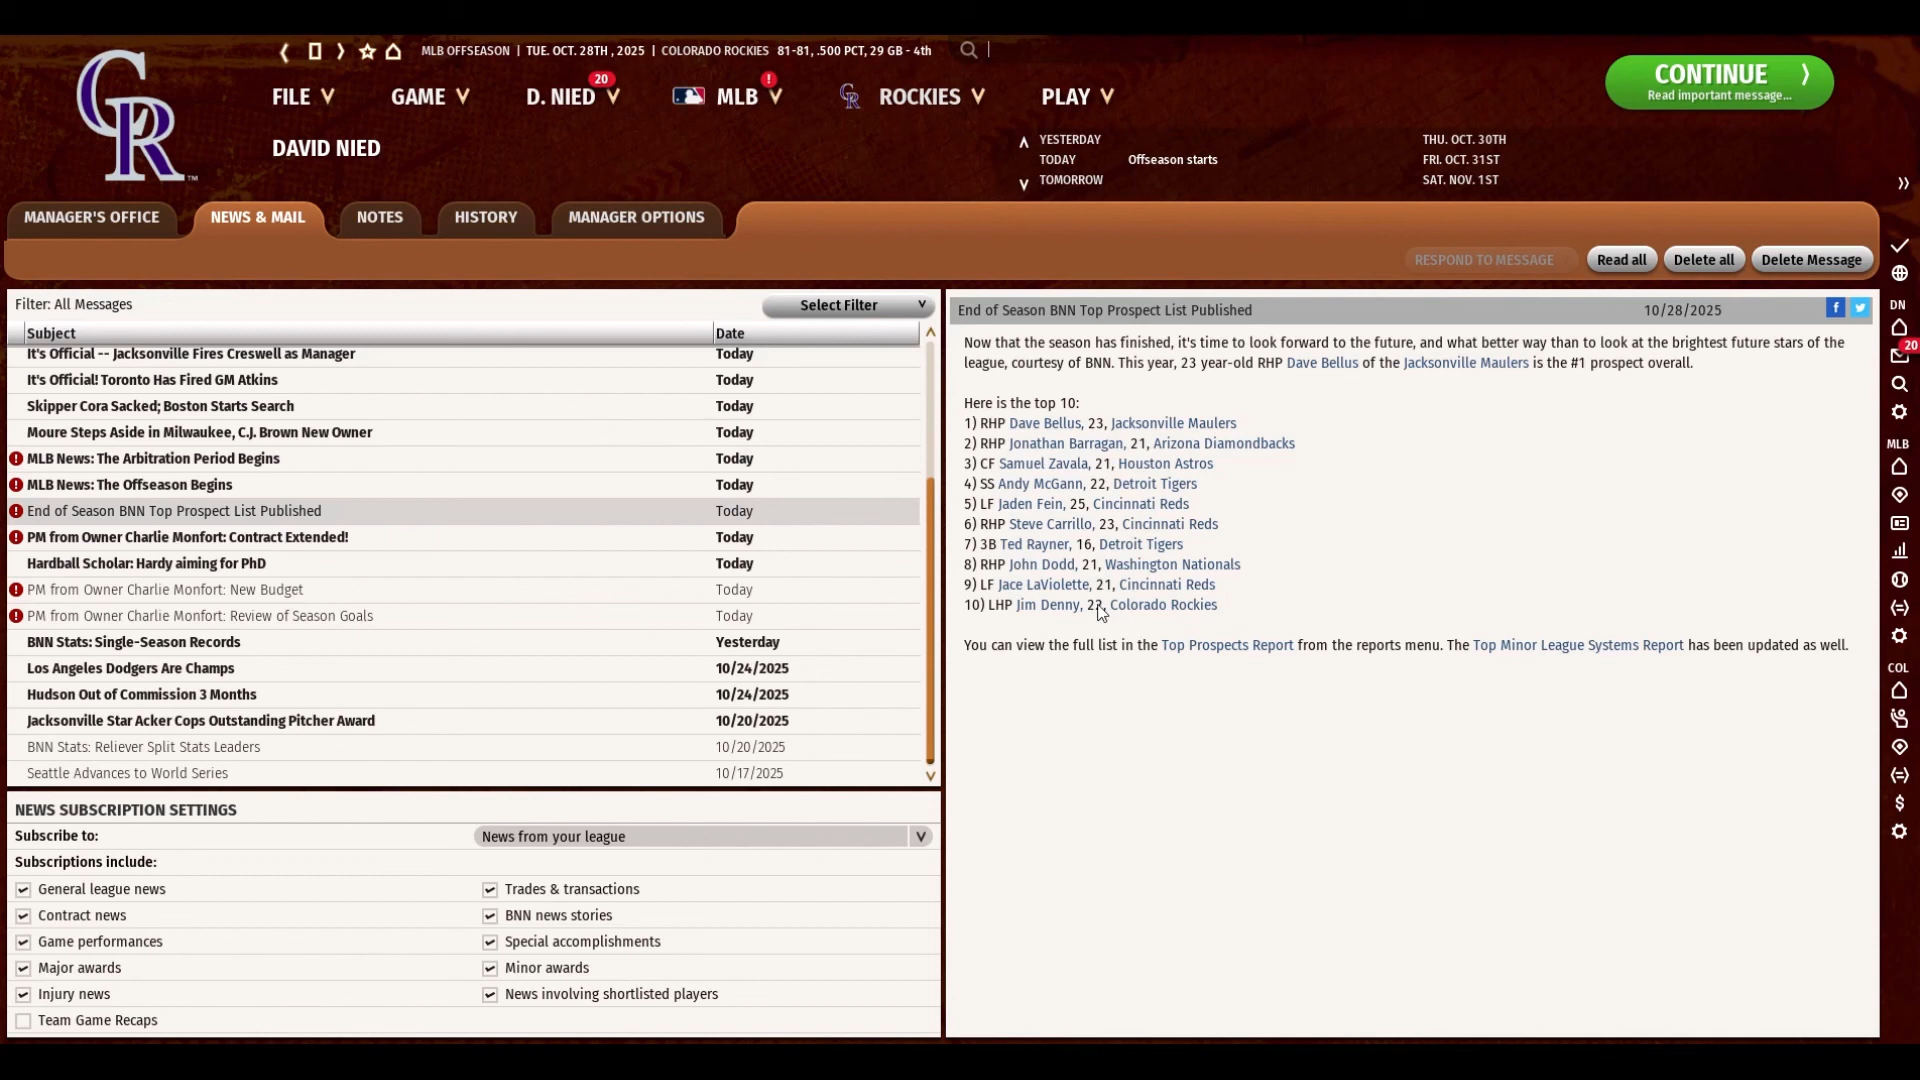 MLB OFFSEASON | TUE. OCT. 28TH , 2025 | COLORADO ROCKIES 81-81, .500 PCT, 29 GB - 4th
FILE GAME D. NIED 20 MLB ! ROCKIES PLAY
CONTINUE
Read important message...
CR
TM
DAVID NIED
YESTERDAY THU. OCT. 30TH
TODAY Offseason starts FRI. OCT. 31ST
TOMORROW SAT. NOV. 1ST
MANAGER'S OFFICE NEWS & MAIL NOTES HISTORY MANAGER OPTIONS
RESPOND TO MESSAGE Read all Delete all Delete Message
Filter: All Messages Select Filter
Subject Date
It's Official -- Jacksonville Fires Creswell as Manager Today
It's Official! Toronto Has Fired GM Atkins Today
Skipper Cora Sacked; Boston Starts Search Today
Moure Steps Aside in Milwaukee, C.J. Brown New Owner Today
MLB News: The Arbitration Period Begins Today
MLB News: The Offseason Begins Today
End of Season BNN Top Prospect List Published Today
PM from Owner Charlie Monfort: Contract Extended! Today
Hardball Scholar: Hardy aiming for PhD Today
PM from Owner Charlie Monfort: New Budget Today
PM from Owner Charlie Monfort: Review of Season Goals Today
BNN Stats: Single-Season Records Yesterday
Los Angeles Dodgers Are Champs 10/24/2025
Hudson Out of Commission 3 Months 10/24/2025
Jacksonville Star Acker Cops Outstanding Pitcher Award 10/20/2025
BNN Stats: Reliever Split Stats Leaders 10/20/2025
Seattle Advances to World Series 10/17/2025
NEWS SUBSCRIPTION SETTINGS
Subscribe to: News from your league
Subscriptions include:
General league news Trades & transactions
Contract news BNN news stories
Game performances Special accomplishments
Major awards Minor awards
Injury news News involving shortlisted players
Team Game Recaps
End of Season BNN Top Prospect List Published 10/28/2025
Now that the season has finished, it's time to look forward to the future, and what better way than to look at the brightest future stars of the
league, courtesy of BNN. This year, 23 year-old RHP Dave Bellus of the Jacksonville Maulers is the #1 prospect overall.
Here is the top 10:
1) RHP Dave Bellus, 23, Jacksonville Maulers
2) RHP Jonathan Barragan, 21, Arizona Diamondbacks
3) CF Samuel Zavala, 21, Houston Astros
4) SS Andy McGann, 22, Detroit Tigers
5) LF Jaden Fein, 25, Cincinnati Reds
6) RHP Steve Carrillo, 23, Cincinnati Reds
7) 3B Ted Rayner, 16, Detroit Tigers
8) RHP John Dodd, 21, Washington Nationals
9) LF Jace LaViolette, 21, Cincinnati Reds
10) LHP Jim Denny, Colorado Rockies
You can view the full list in the Top Prospects Report from the reports menu. The Top Minor League Systems Report has been updated as well.
DN
20
MLB
COL